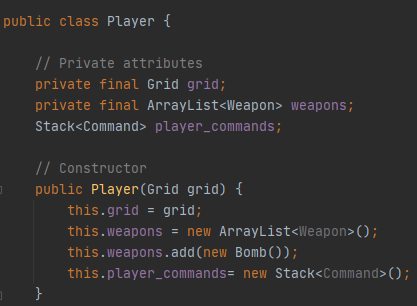 public class Player {
// Private attributes
private final Grid grid;
private final ArrayList<Weapon> weapons;
Stack<Command> player_commands;
// Constructor
public Player(Grid grid) {
this.grid = grid;
this.weapons = new ArrayList<Weapon>();
this.weapons.add(new Bomb());
this.player_commands= new Stack<Command>();
}